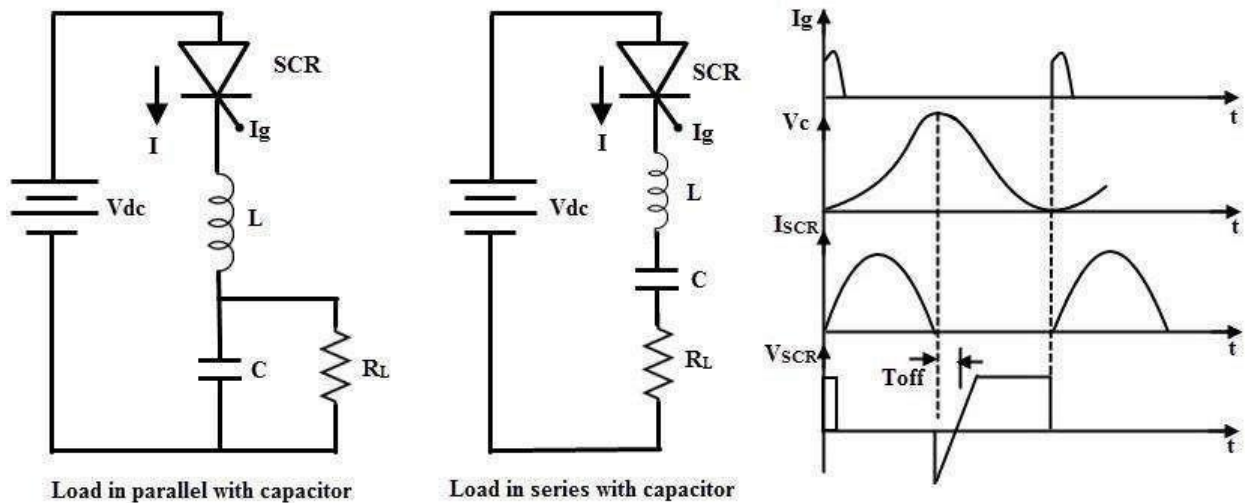 SCR
Ig
I
Vdc
L
C
RL
Load in parallel with capacitor
SCR
Ig
I
Vdc
L
C
RL
Load in series with capacitor
Ig
t
Vc
t
ISCR
t
VSCR
Toff
t